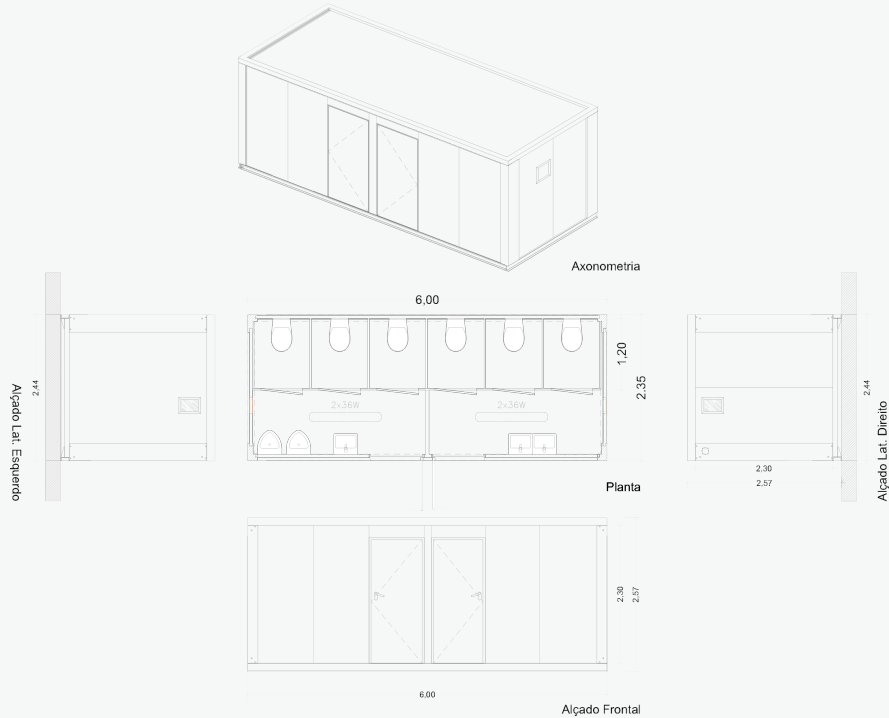 Axonometria
6,00
1,20
2.35
2x36W
2x36W
Planta
Alçado Lat. Esquerdo
2,44
2,44
Alçado Lat. Direito
2.30
2,57
2.30
2.57
6,00
Alçado Frontal